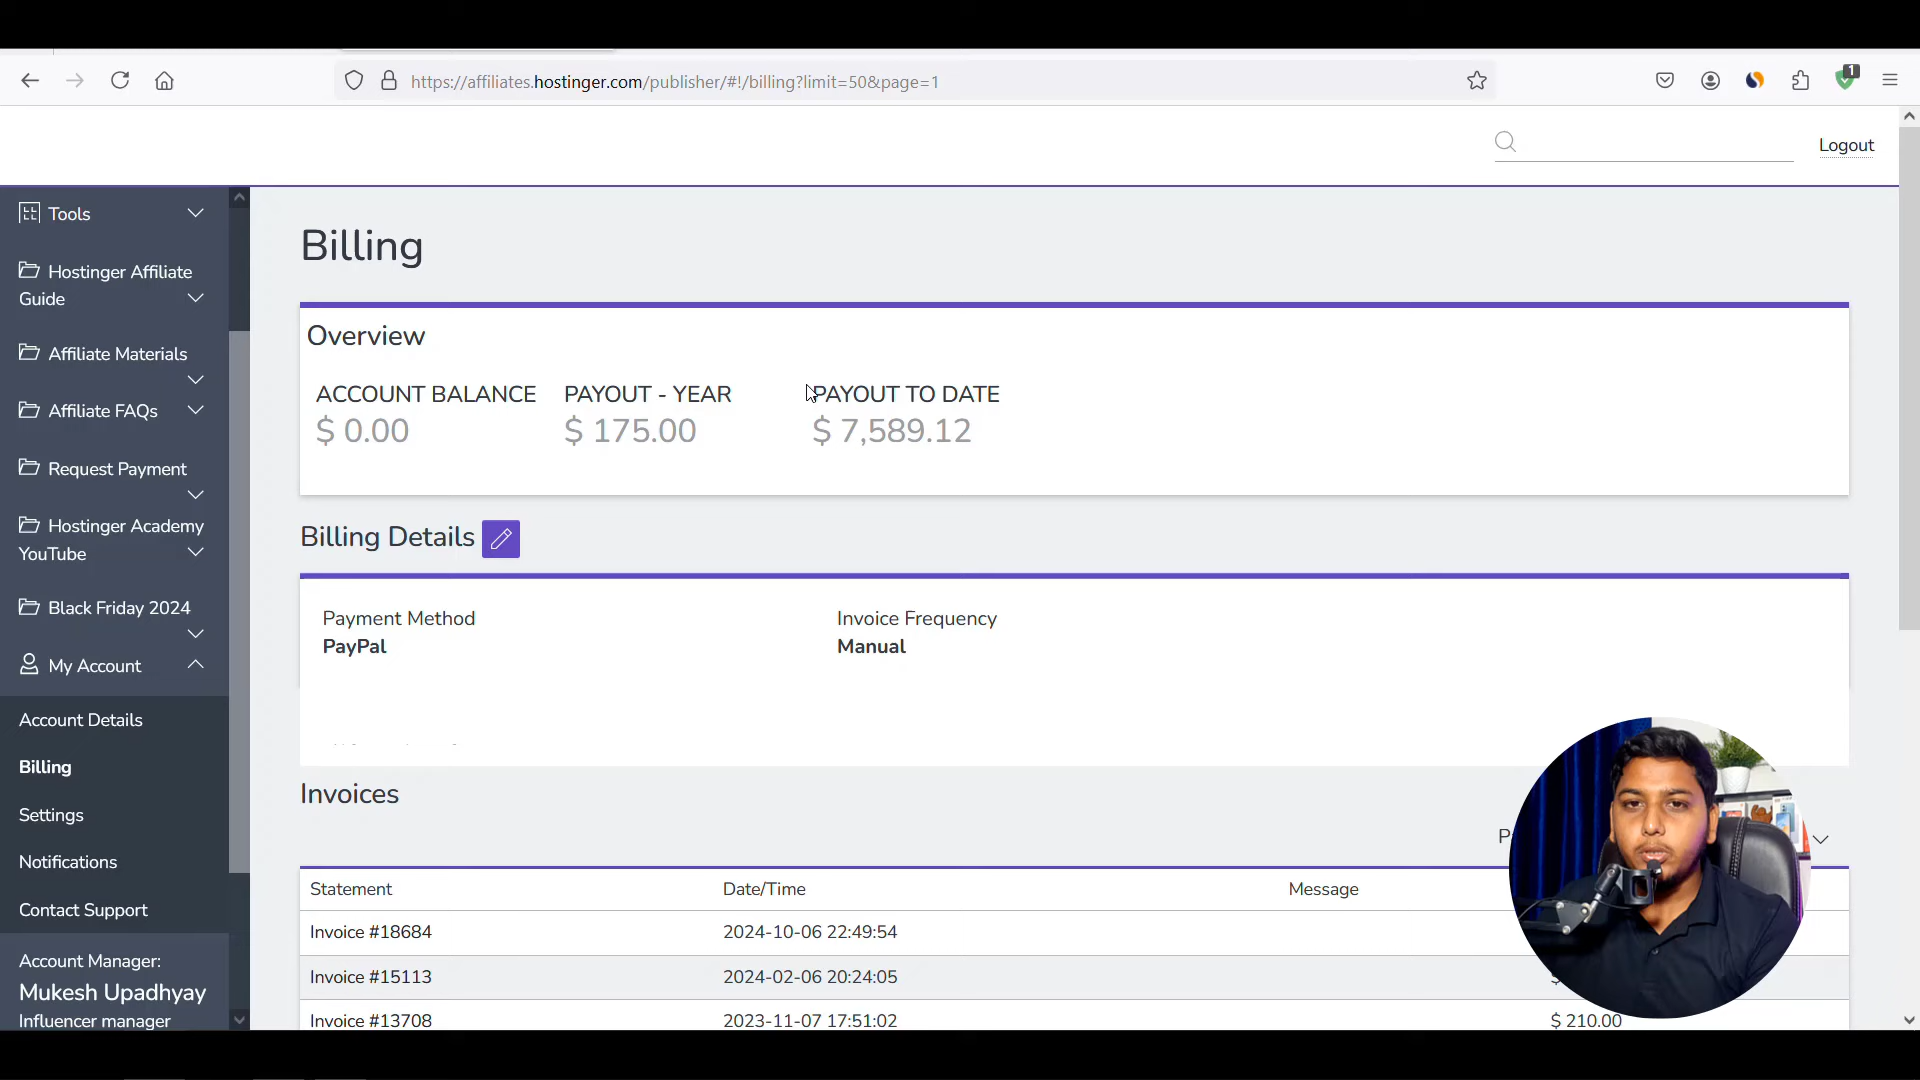 https://affiliates.hostinger.com/publisher/#!/billing?limit=50&page=1
1
Logout
Tools
Hostinger Affiliate
Guide
Affiliate Materials
Affiliate FAQs
Request Payment
Hostinger Academy
YouTube
Black Friday 2024
My Account
Account Details
Billing
Settings
Notifications
Contact Support
Account Manager:
Mukesh Upadhyay
Influencer manager
Billing
Overview
ACCOUNT BALANCE PAYOUT - YEAR PAYOUT TO DATE
$ 0.00 $ 175.00 $ 7,589.12
Billing Details
Payment Method Invoice Frequency
PayPal Manual
Invoices
Statement Date/Time Message
Invoice #18684 2024-10-06 22:49:54
Invoice #15113 2024-02-06 20:24:05
Invoice #13708 2023-11-07 17:51:02 $ 210.00